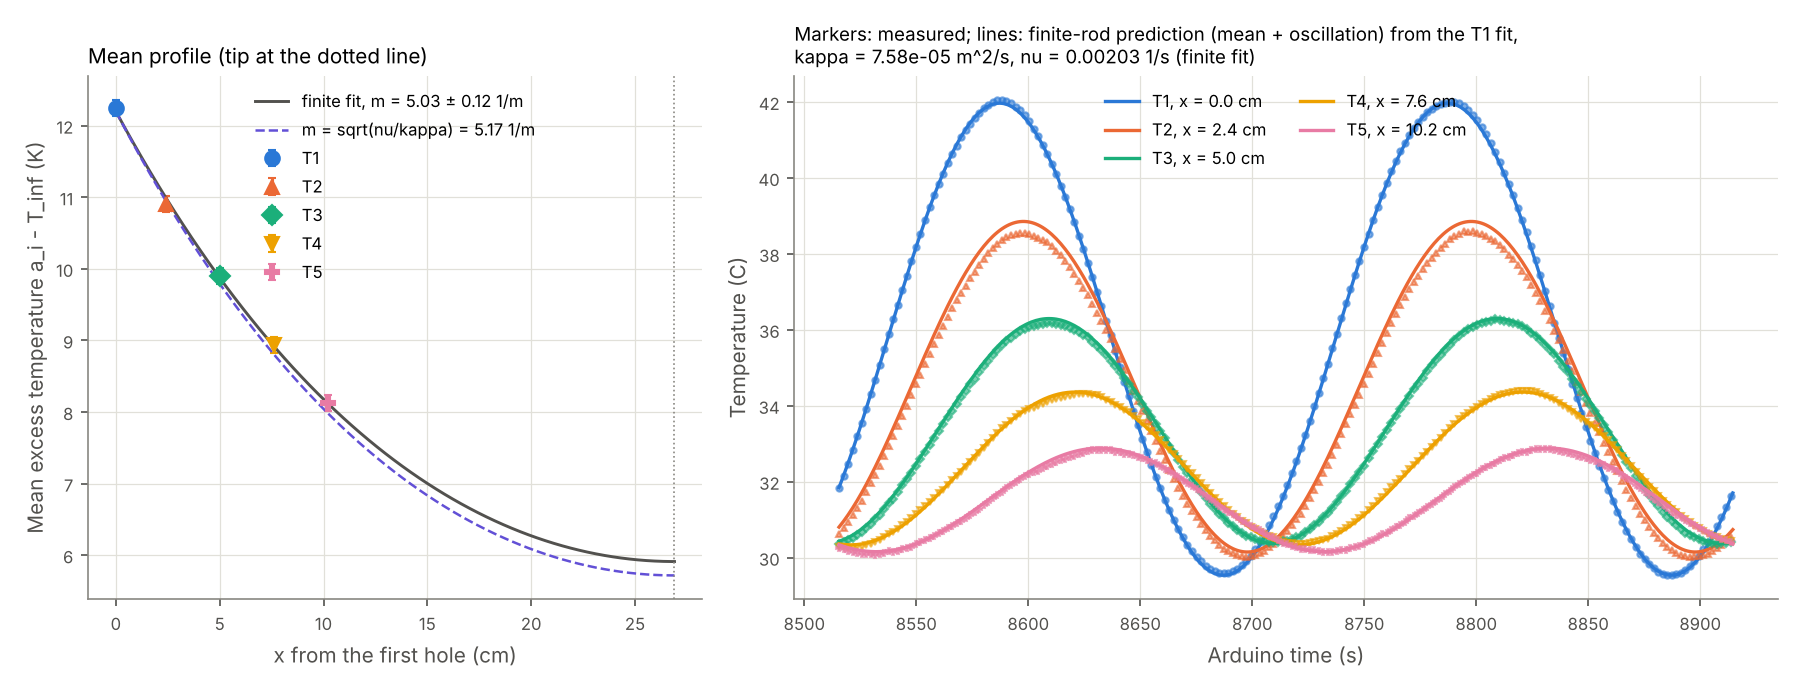 Mean profile (tip at the dotted line)
finite fit, m = 5.03 ± 0.12 1/m
m = sqrt(nu/kappa) = 5.17 1/m
T1
T2
T3
T4
T5
12
11
10
9
8
7
6
Mean excess temperature a_i - T_inf (K)
0
5
10
15
20
25
x from the first hole (cm)
Markers: measured; lines: finite-rod prediction (mean + oscillation) from the T1 fit,
kappa = 7.58e-05 m^2/s, nu = 0.00203 1/s (finite fit)
T1, x = 0.0 cm
T2, x = 2.4 cm
T3, x = 5.0 cm
T4, x = 7.6 cm
T5, x = 10.2 cm
42
40
38
36
34
32
30
Temperature (C)
8500
8550
8600
8650
8700
8750
8800
8850
8900
Arduino time (s)